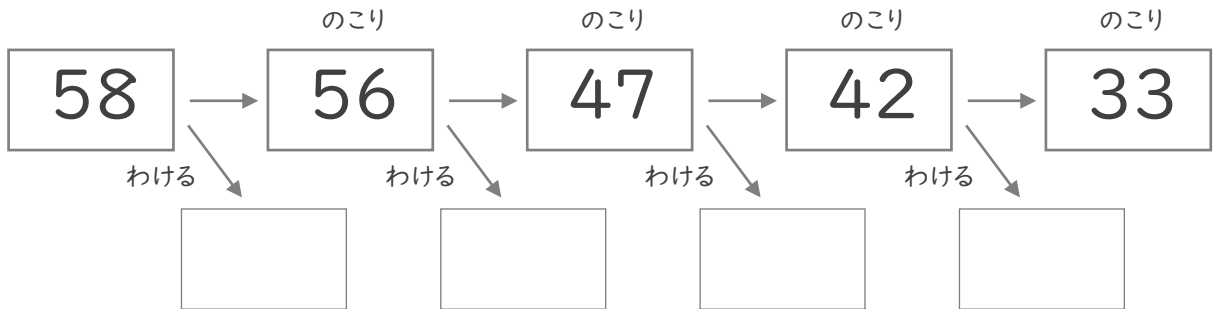 のこり のこり のこり のこり
58 56 47 42 33
わける わける わける わける